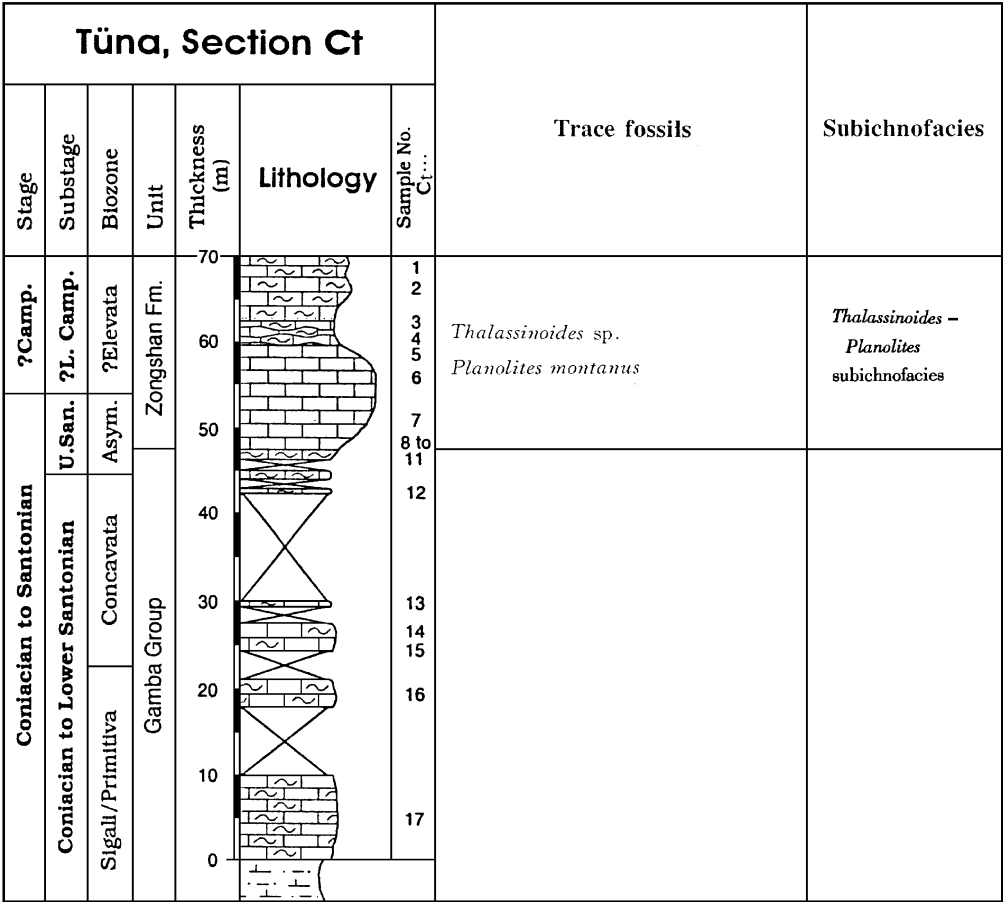 Tüna, Section Ct
Stage
Substage
Biozone
Unit
Thickness
(m)
Lithology
Sample No.
Ct...
Trace fossils
Subichnofacies
?Camp.
Coniacian to Santonian
?L. Camp.
U.San.
Coniacian to Lower Santonian
?Elevata
Asym.
Concavata
Sigali/Primitiva
Zongshan Fm.
Gamba Group
70
60
50
40
30
20
10
0
1
2
3
4
5
6
7
8 to
11
12
13
14
15
16
17
Thalassinoides sp.
Planolites montanus
Thalassinoides –
Planolites
subichnofacies